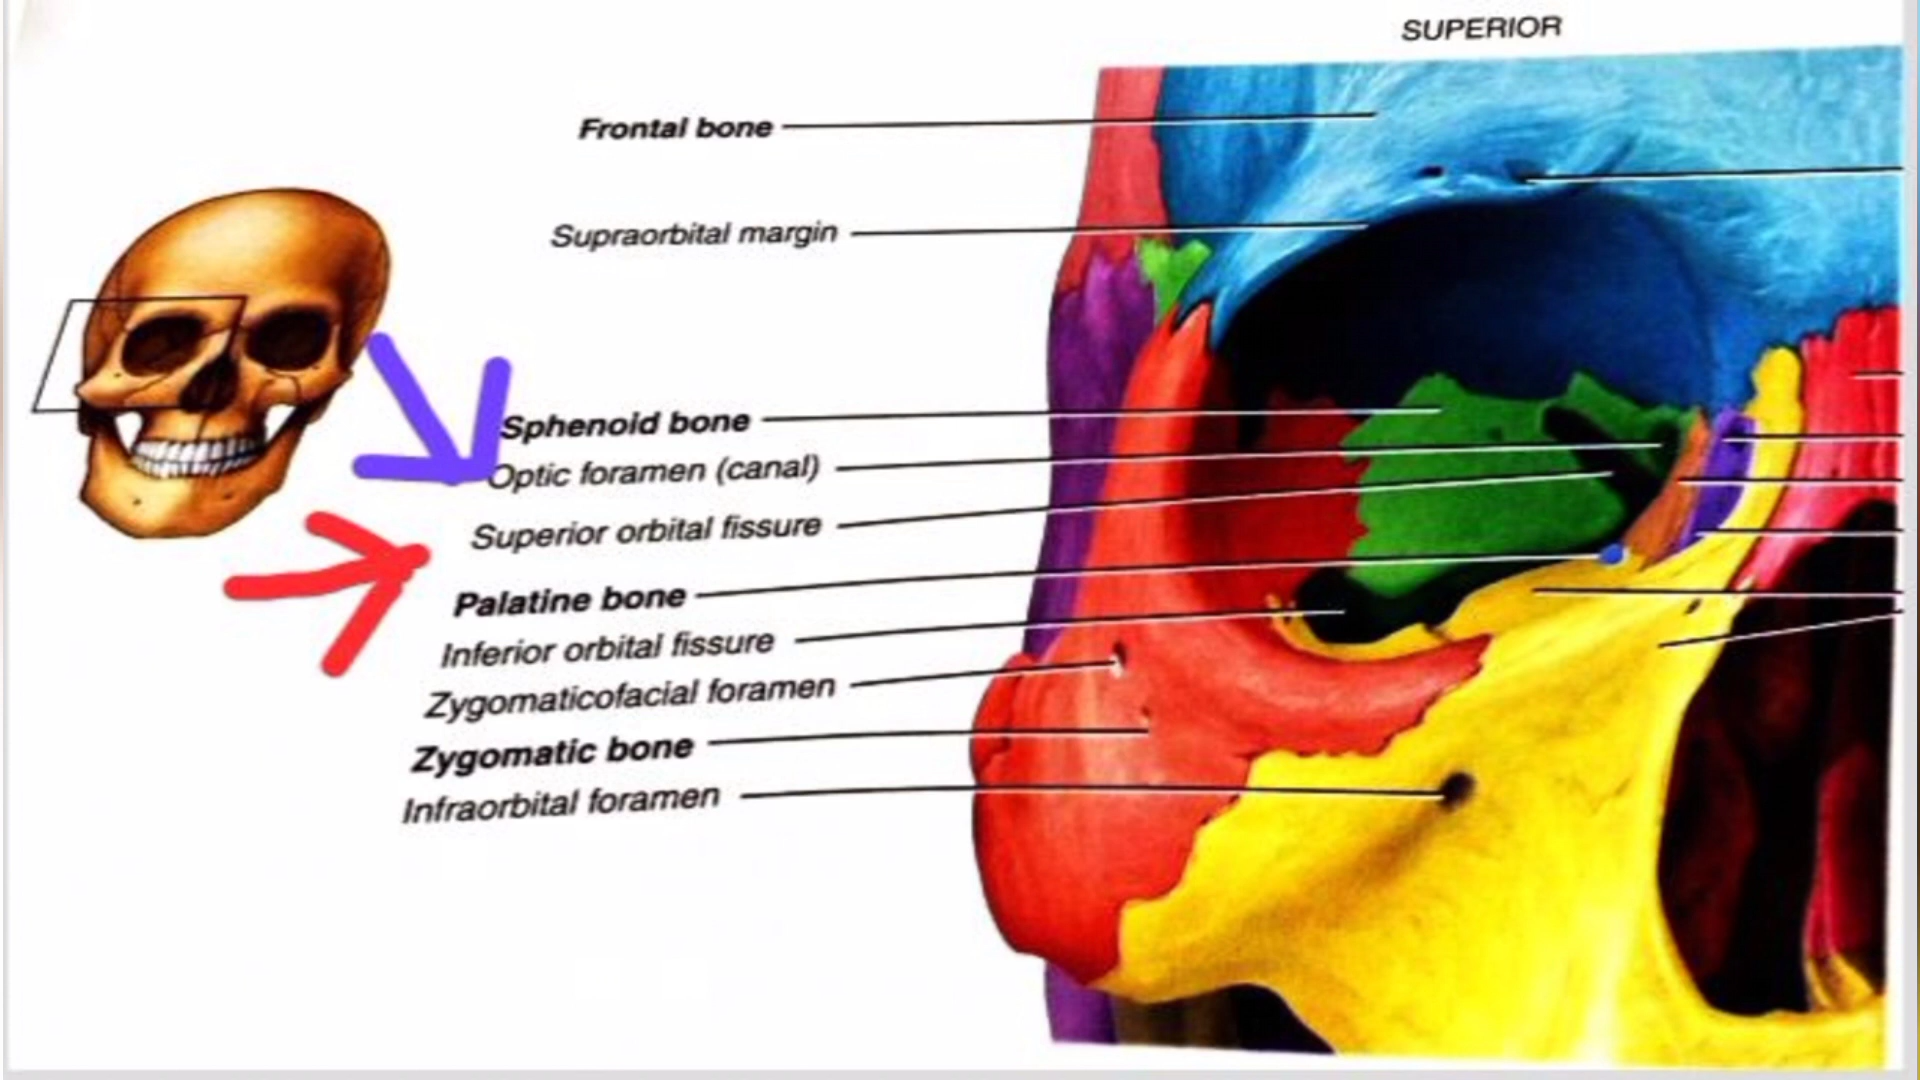 SUPERIOR
Frontal bone
Supraorbital margin
Sphenoid bone
Optic foramen (canal)
Superior orbital fissure
Palatine bone
Inferior orbital fissure
Zygomaticofacial foramen
Zygomatic bone
Infraorbital foramen